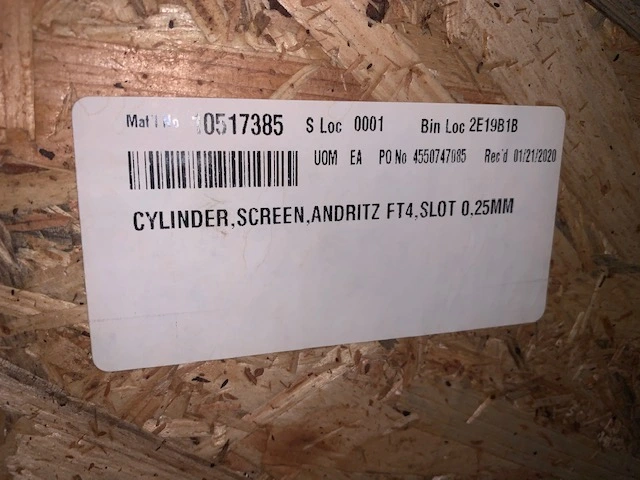 Mat'l No 10517385 S Loc 0001 Bin Loc 2E19B1B
UOM EA PO No 4550747085 Rec'd 01/21/2020
CYLINDER,SCREEN,ANDRITZ FT4,SLOT 0.25MM